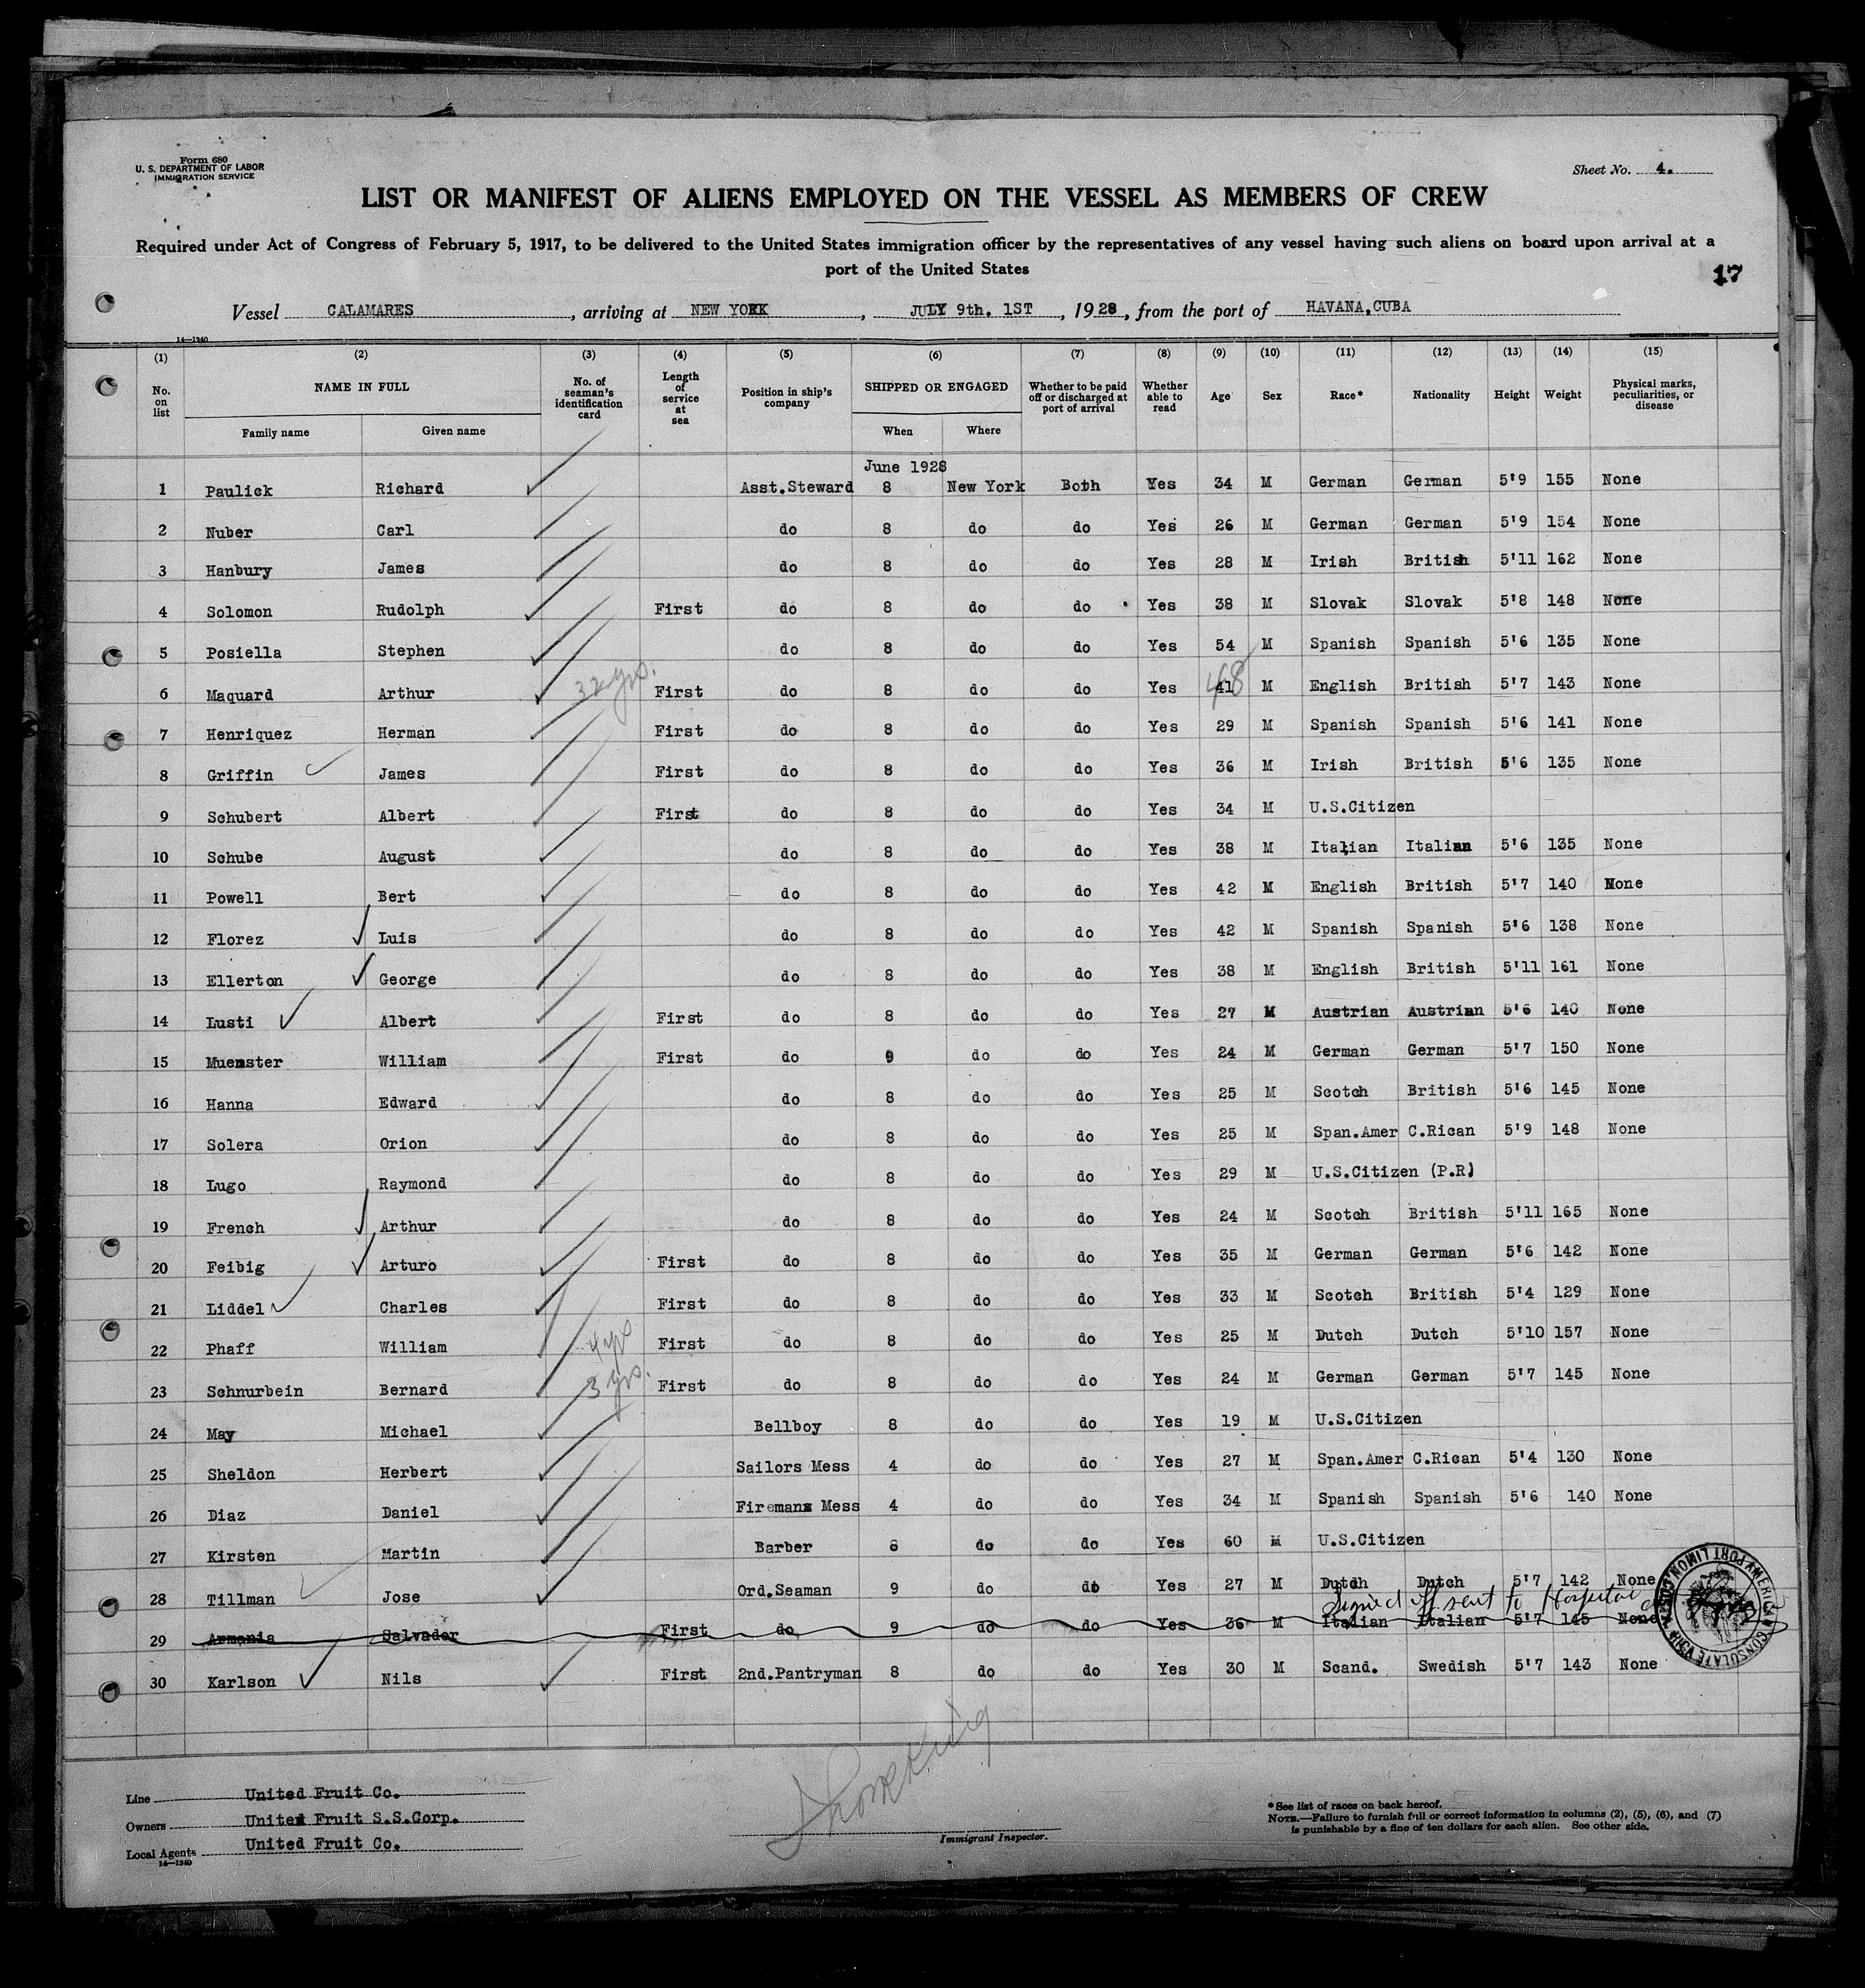 Form 680
U. S. DEPARTMENT OF LABOR
IMMIGRATION SERVICE
Sheet No. 4.
LIST OR MANIFEST OF ALIENS EMPLOYED ON THE VESSEL AS MEMBERS OF CREW
Required under Act of Congress of February 5, 1917, to be delivered to the United States immigration officer by the representatives of any vessel having such aliens on board upon arrival at a
port of the United States
17
Vessel CALAMARES, arriving at NEW YORK, JULY 9th. 1ST, 1928, from the port of HAVANA,CUBA
14—1240
(1) (2) (3) (4) (5) (6) (7) (8) (9) (10) (11) (12) (13) (14) (15)
No. on list NAME IN FULL No. of seaman's identification card Length of service at sea Position in ship's company SHIPPED OR ENGAGED Whether to be paid off or discharged at port of arrival Whether able to read Age Sex Race* Nationality Height Weight Physical marks, peculiarities, or disease
Family name Given name When Where
June 1928
1 Paulick Richard Asst.Steward 8 New York Both Yes 34 M German German 5'9 155 None
2 Nuber Carl do 8 do do Yes 26 M German German 5'9 154 None
3 Hanbury James do 8 do do Yes 28 M Irish British 5'11 162 None
4 Solomon Rudolph First do 8 do do Yes 38 M Slovak Slovak 5'8 148 None
5 Posiella Stephen do 8 do do Yes 54 M Spanish Spanish 5'6 135 None
6 Maquard Arthur 32 yrs. First do 8 do do Yes 41 48 M English British 5'7 143 None
7 Henriquez Herman First do 8 do do Yes 29 M Spanish Spanish 5'6 141 None
8 Griffin James First do 8 do do Yes 36 M Irish British 5'6 135 None
9 Schubert Albert First do 8 do do Yes 34 M U.S.Citizen
10 Schube August do 8 do do Yes 38 M Italian Italian 5'6 135 None
11 Powell Bert do 8 do do Yes 42 M English British 5'7 140 None
12 Florez Luis do 8 do do Yes 42 M Spanish Spanish 5'6 138 None
13 Ellerton George do 8 do do Yes 38 M English British 5'11 161 None
14 Lusti Albert First do 8 do do Yes 27 M Austrian Austrian 5'6 140 None
15 Muenster William First do 9 do do Yes 24 M German German 5'7 150 None
16 Hanna Edward do 8 do do Yes 25 M Scotch British 5'6 145 None
17 Solera Orion do 8 do do Yes 25 M Span.Amer C.Rican 5'9 148 None
18 Lugo Raymond do 8 do do Yes 29 M U.S.Citizen (P.R)
19 French Arthur do 8 do do Yes 24 M Scotch British 5'11 165 None
20 Feibig Arturo First do 8 do do Yes 35 M German German 5'6 142 None
21 Liddel Charles First do 8 do do Yes 33 M Scotch British 5'4 129 None
22 Phaff William 4 yrs First do 8 do do Yes 25 M Dutch Dutch 5'10 157 None
23 Schnurbein Bernard 3 yrs. First do 8 do do Yes 24 M German German 5'7 145 None
24 May Michael Bellboy 8 do do Yes 19 M U.S.Citizen
25 Sheldon Herbert Sailors Mess 4 do do Yes 27 M Span.Amer C.Rican 5'4 130 None
26 Diaz Daniel Firemans Mess 4 do do Yes 34 M Spanish Spanish 5'6 140 None
27 Kirsten Martin Barber 8 do do Yes 60 M U.S.Citizen
28 Tillman Jose Ord.Seaman 9 do do Yes 27 M Dutch Dutch 5'7 142 None
Signed off sent to Hospital
29 Armania Salvador First do 9 do do Yes 36 M Italian Italian 5'7 145 None
30 Karlson Nils First 2nd.Pantryman 8 do do Yes 30 M Scand. Swedish 5'7 143 None
AMERICAN CONSULATE PORT LIMON, COSTA RICA
Line United Fruit Co.
Owners United Fruit S.S.Corp.
Local Agents United Fruit Co.
14—1240
Immigrant Inspector.
*See list of races on back hereof.
NOTE.—Failure to furnish full or correct information in columns (2), (5), (6), and (7)
is punishable by a fine of ten dollars for each alien. See other side.